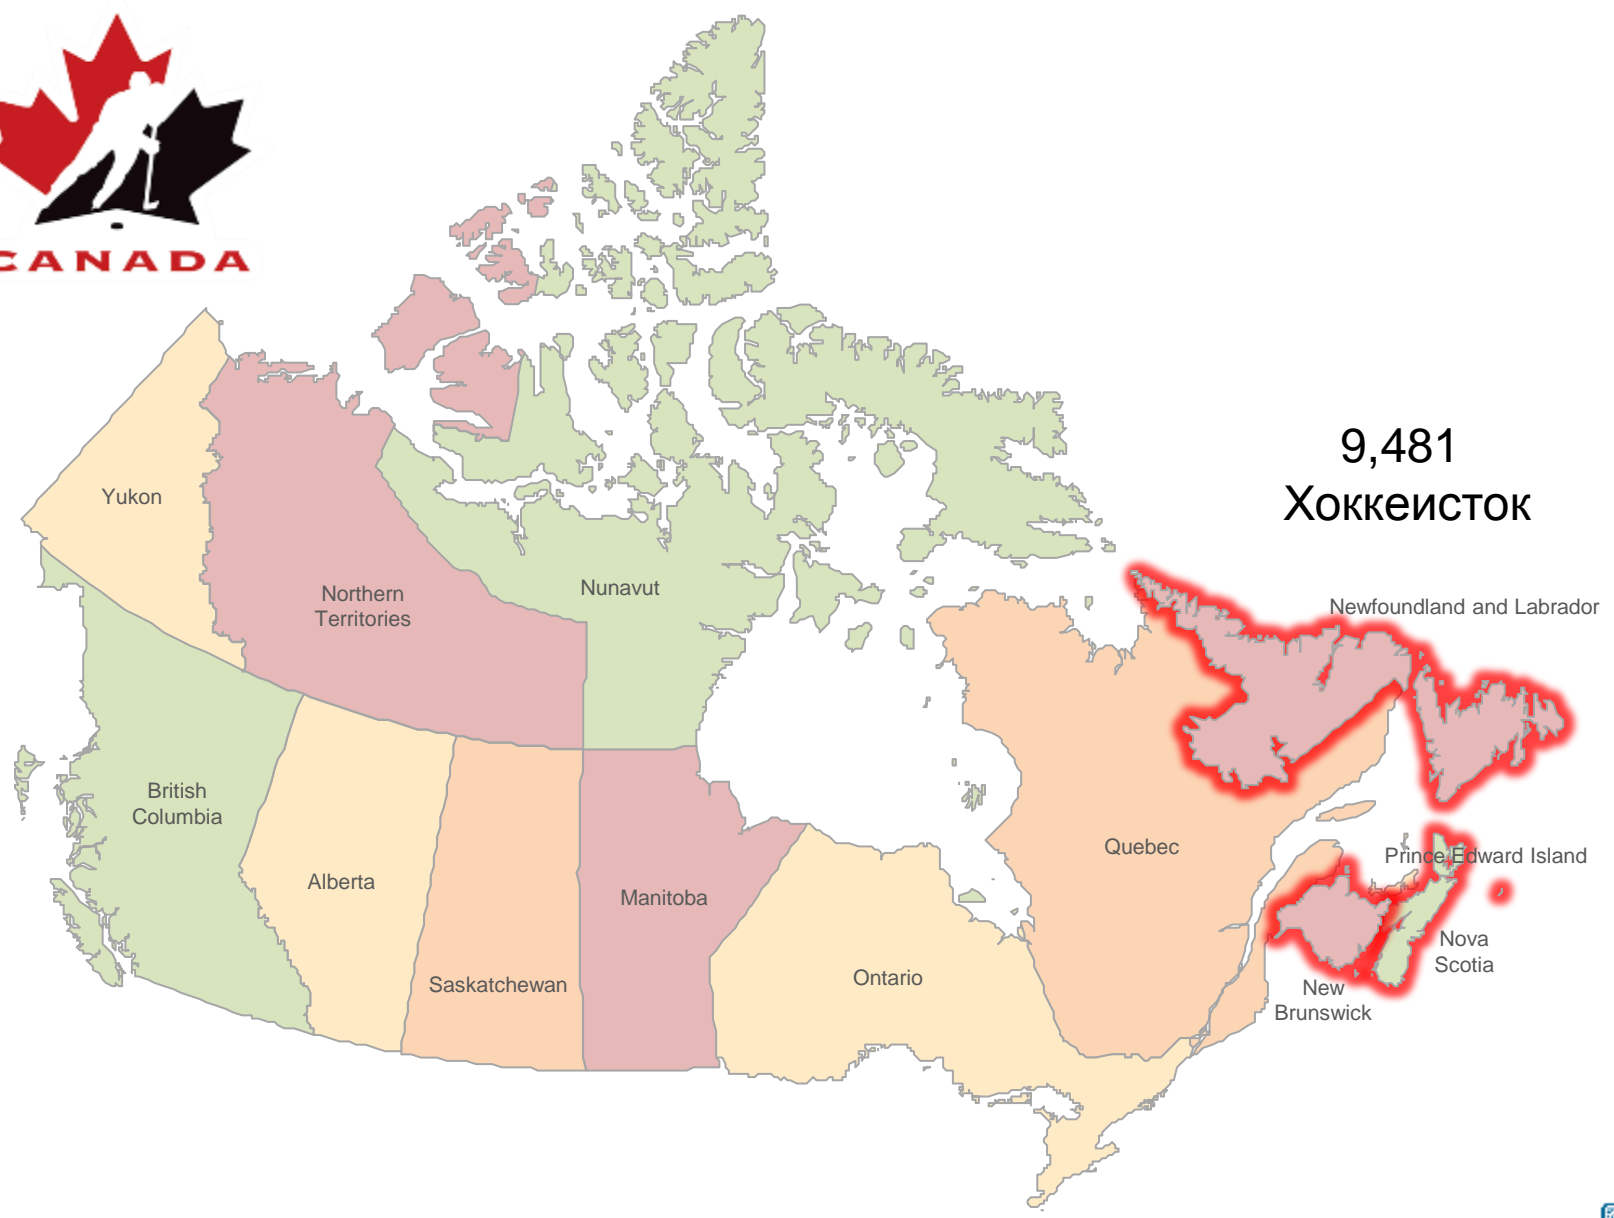 CANADA
9,481
Хоккеисток
Yukon
Northern
Territories
Nunavut
Newfoundland and Labrador
British
Columbia
Alberta
Saskatchewan
Manitoba
Ontario
Quebec
Prince Edward Island
Nova
Scotia
New
Brunswick